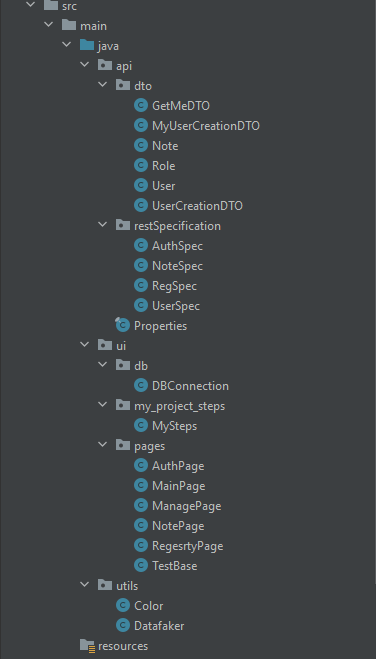 src
main
java
api
dto
GetMeDTO
MyUserCreationDTO
Note
Role
User
UserCreationDTO
restSpecification
AuthSpec
NoteSpec
RegSpec
UserSpec
Properties
ui
db
DBConnection
my_project_steps
MySteps
pages
AuthPage
MainPage
ManagePage
NotePage
RegesrtyPage
TestBase
utils
Color
Datafaker
resources